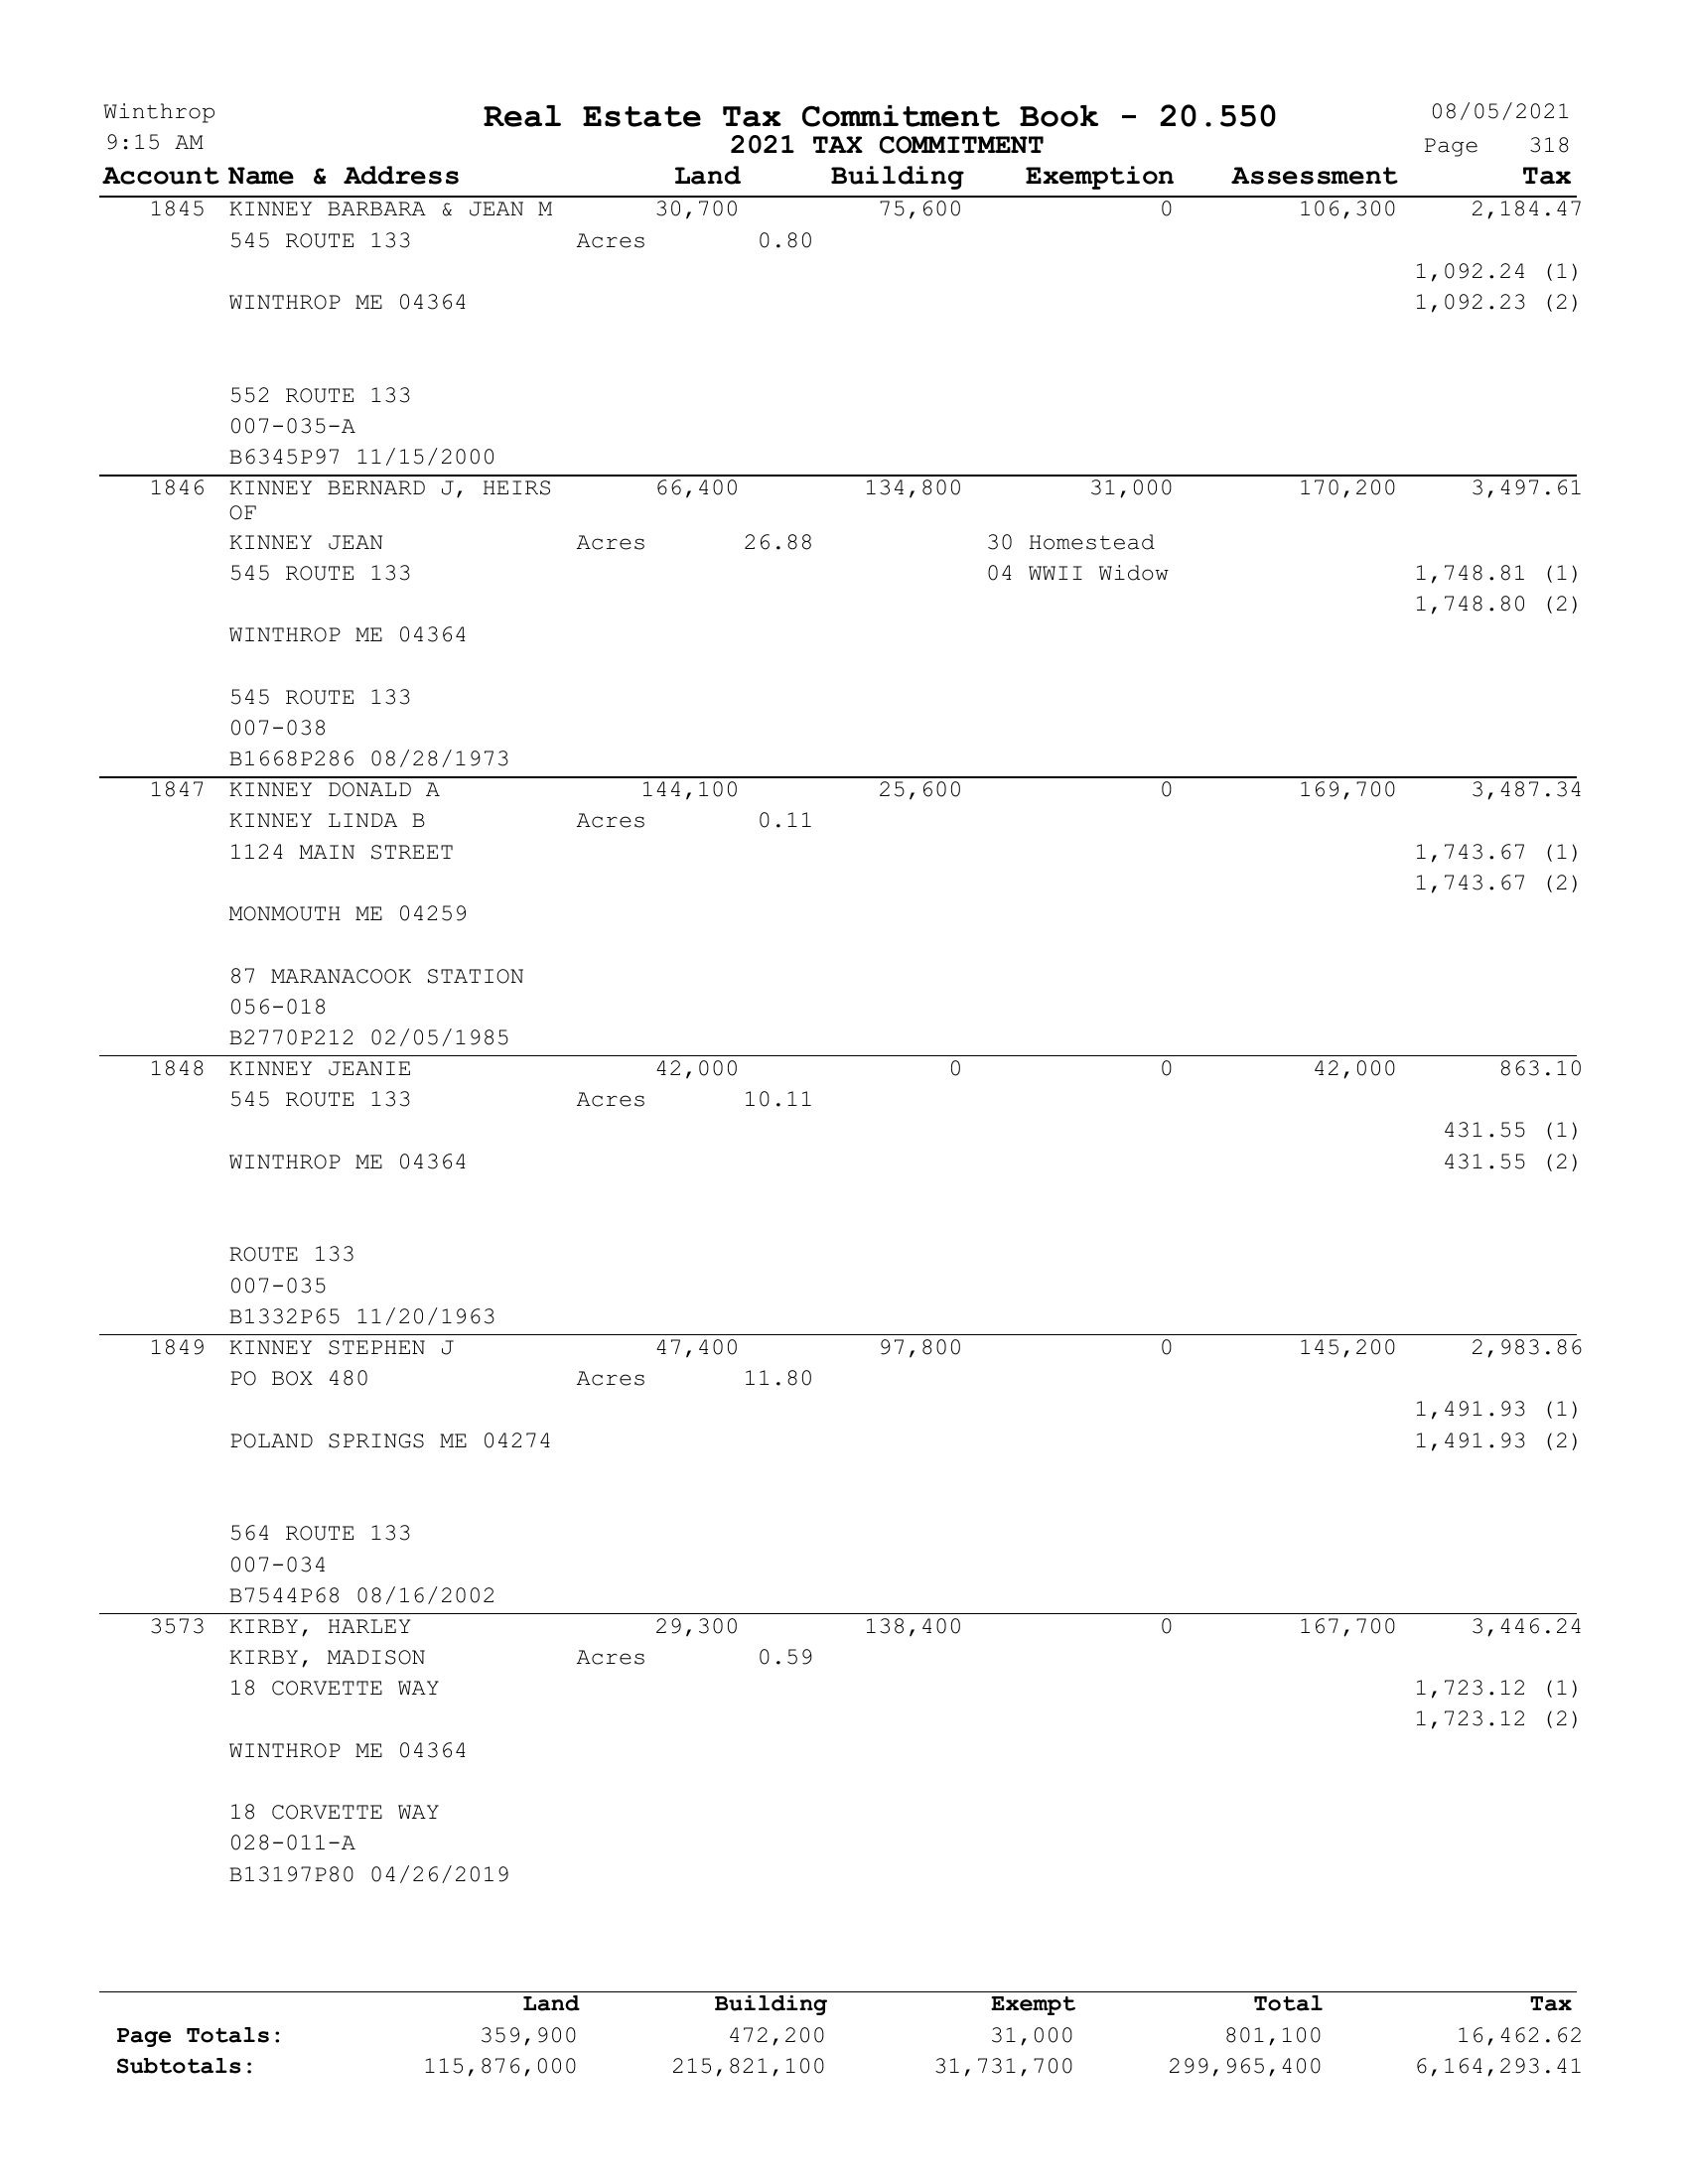 Winthrop Real Estate Tax Commitment Book - 20.550 08/05/2021
9:15 AM 2021 TAX COMMITMENT Page 318
Account Name & Address Land Building Exemption Assessment Tax
1845 KINNEY BARBARA & JEAN M 30,700 75,600 0 106,300 2,184.47
545 ROUTE 133 Acres 0.80
1,092.24 (1)
WINTHROP ME 04364 1,092.23 (2)
552 ROUTE 133
007-035-A
B6345P97 11/15/2000
1846 KINNEY BERNARD J, HEIRS 66,400 134,800 31,000 170,200 3,497.61
OF
KINNEY JEAN Acres 26.88 30 Homestead
545 ROUTE 133 04 WWII Widow 1,748.81 (1)
1,748.80 (2)
WINTHROP ME 04364
545 ROUTE 133
007-038
B1668P286 08/28/1973
1847 KINNEY DONALD A 144,100 25,600 0 169,700 3,487.34
KINNEY LINDA B Acres 0.11
1124 MAIN STREET 1,743.67 (1)
1,743.67 (2)
MONMOUTH ME 04259
87 MARANACOOK STATION
056-018
B2770P212 02/05/1985
1848 KINNEY JEANIE 42,000 0 0 42,000 863.10
545 ROUTE 133 Acres 10.11
431.55 (1)
WINTHROP ME 04364 431.55 (2)
ROUTE 133
007-035
B1332P65 11/20/1963
1849 KINNEY STEPHEN J 47,400 97,800 0 145,200 2,983.86
PO BOX 480 Acres 11.80
1,491.93 (1)
POLAND SPRINGS ME 04274 1,491.93 (2)
564 ROUTE 133
007-034
B7544P68 08/16/2002
3573 KIRBY, HARLEY 29,300 138,400 0 167,700 3,446.24
KIRBY, MADISON Acres 0.59
18 CORVETTE WAY 1,723.12 (1)
1,723.12 (2)
WINTHROP ME 04364
18 CORVETTE WAY
028-011-A
B13197P80 04/26/2019
Land Building Exempt Total Tax
Page Totals: 359,900 472,200 31,000 801,100 16,462.62
Subtotals: 115,876,000 215,821,100 31,731,700 299,965,400 6,164,293.41